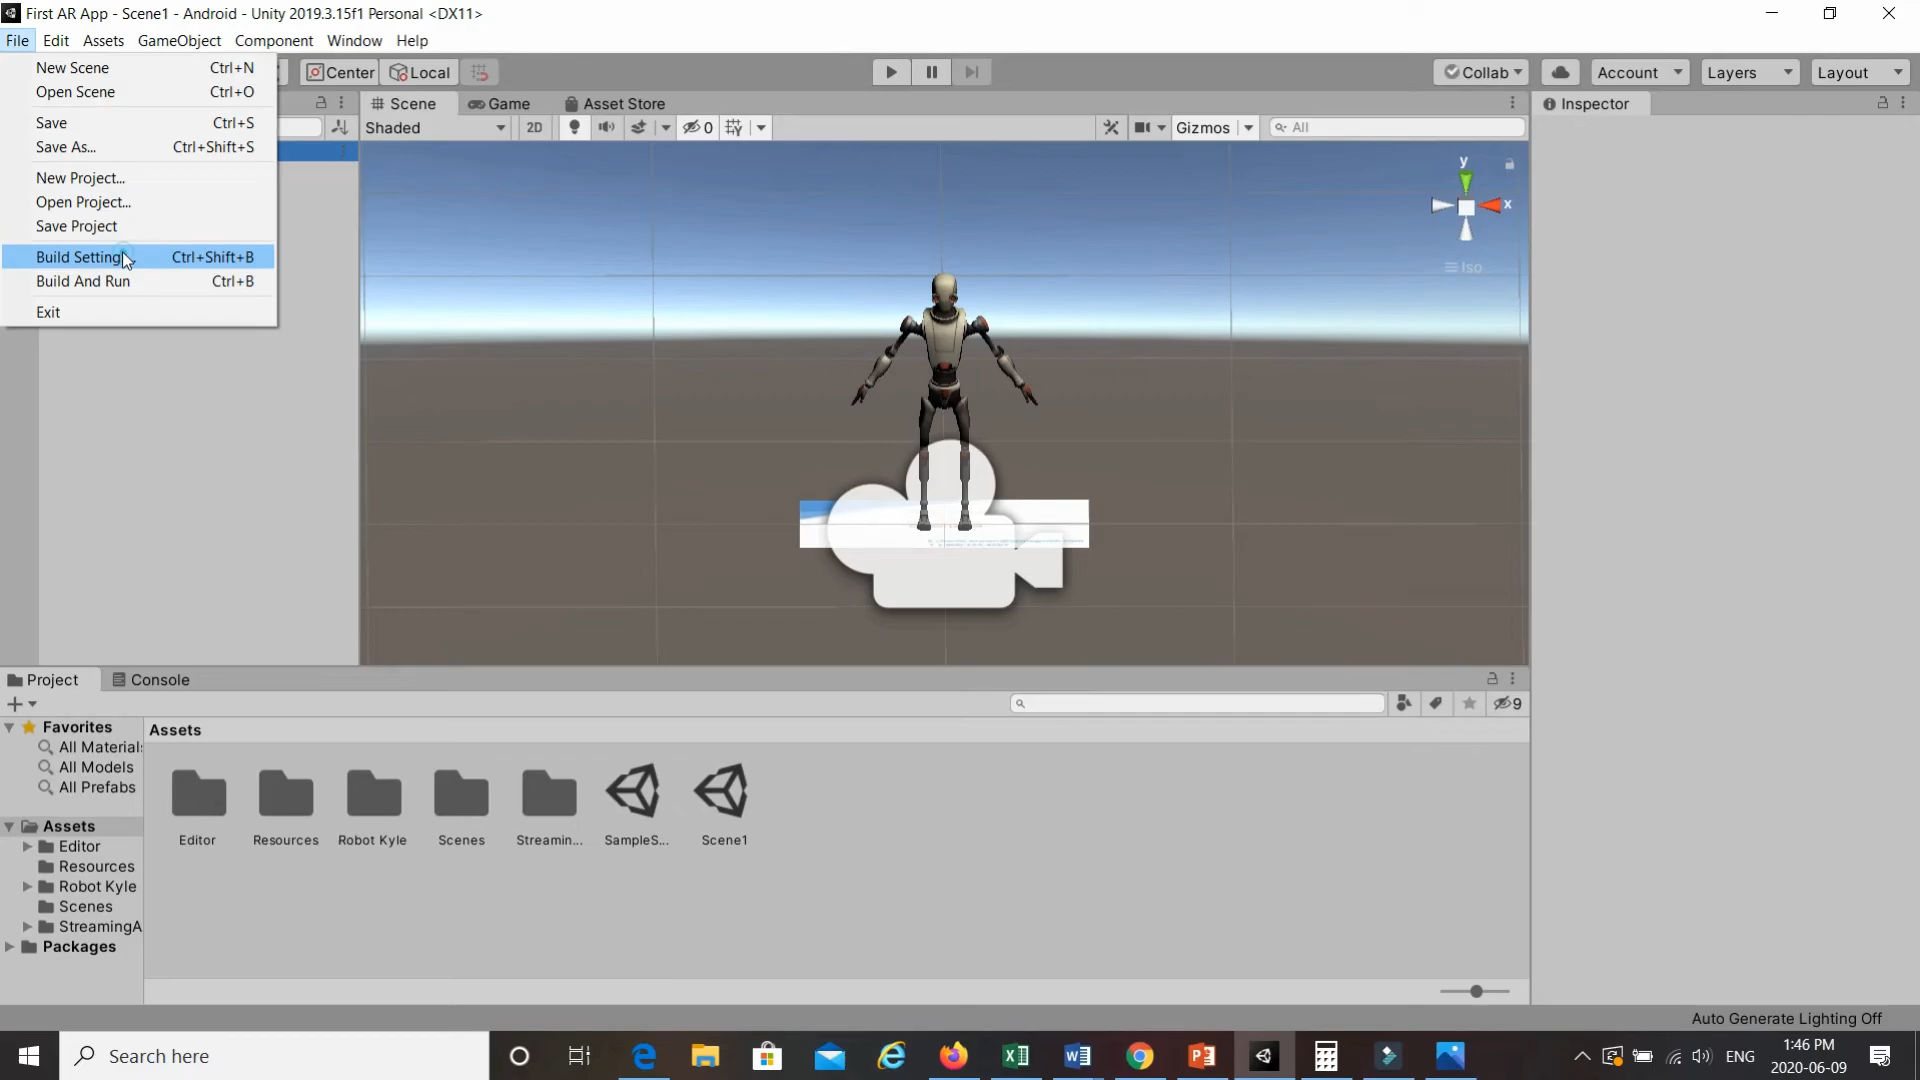 First AR App - Scene1 - Android - Unity 2019.3.15f1 Personal <DX11>
File Edit Assets GameObject Component Window Help
New Scene Ctrl+N
Open Scene Ctrl+O
Save Ctrl+S
Save As... Ctrl+Shift+S
New Project...
Open Project...
Save Project
Build Setting Ctrl+Shift+B
Build And Run Ctrl+B
Exit
Center Local
Collab Account Layers Layout
Scene Game Asset Store
Inspector
Shaded 2D 0 Gizmos All
y
x
Iso
Project Console
9
Favorites
All Material
All Models
All Prefabs
Assets
Editor
Resources
Robot Kyle
Scenes
StreamingA
Packages
Assets
Editor Resources Robot Kyle Scenes Streamin... SampleS... Scene1
Auto Generate Lighting Off
Search here
ENG
1:46 PM
2020-06-09